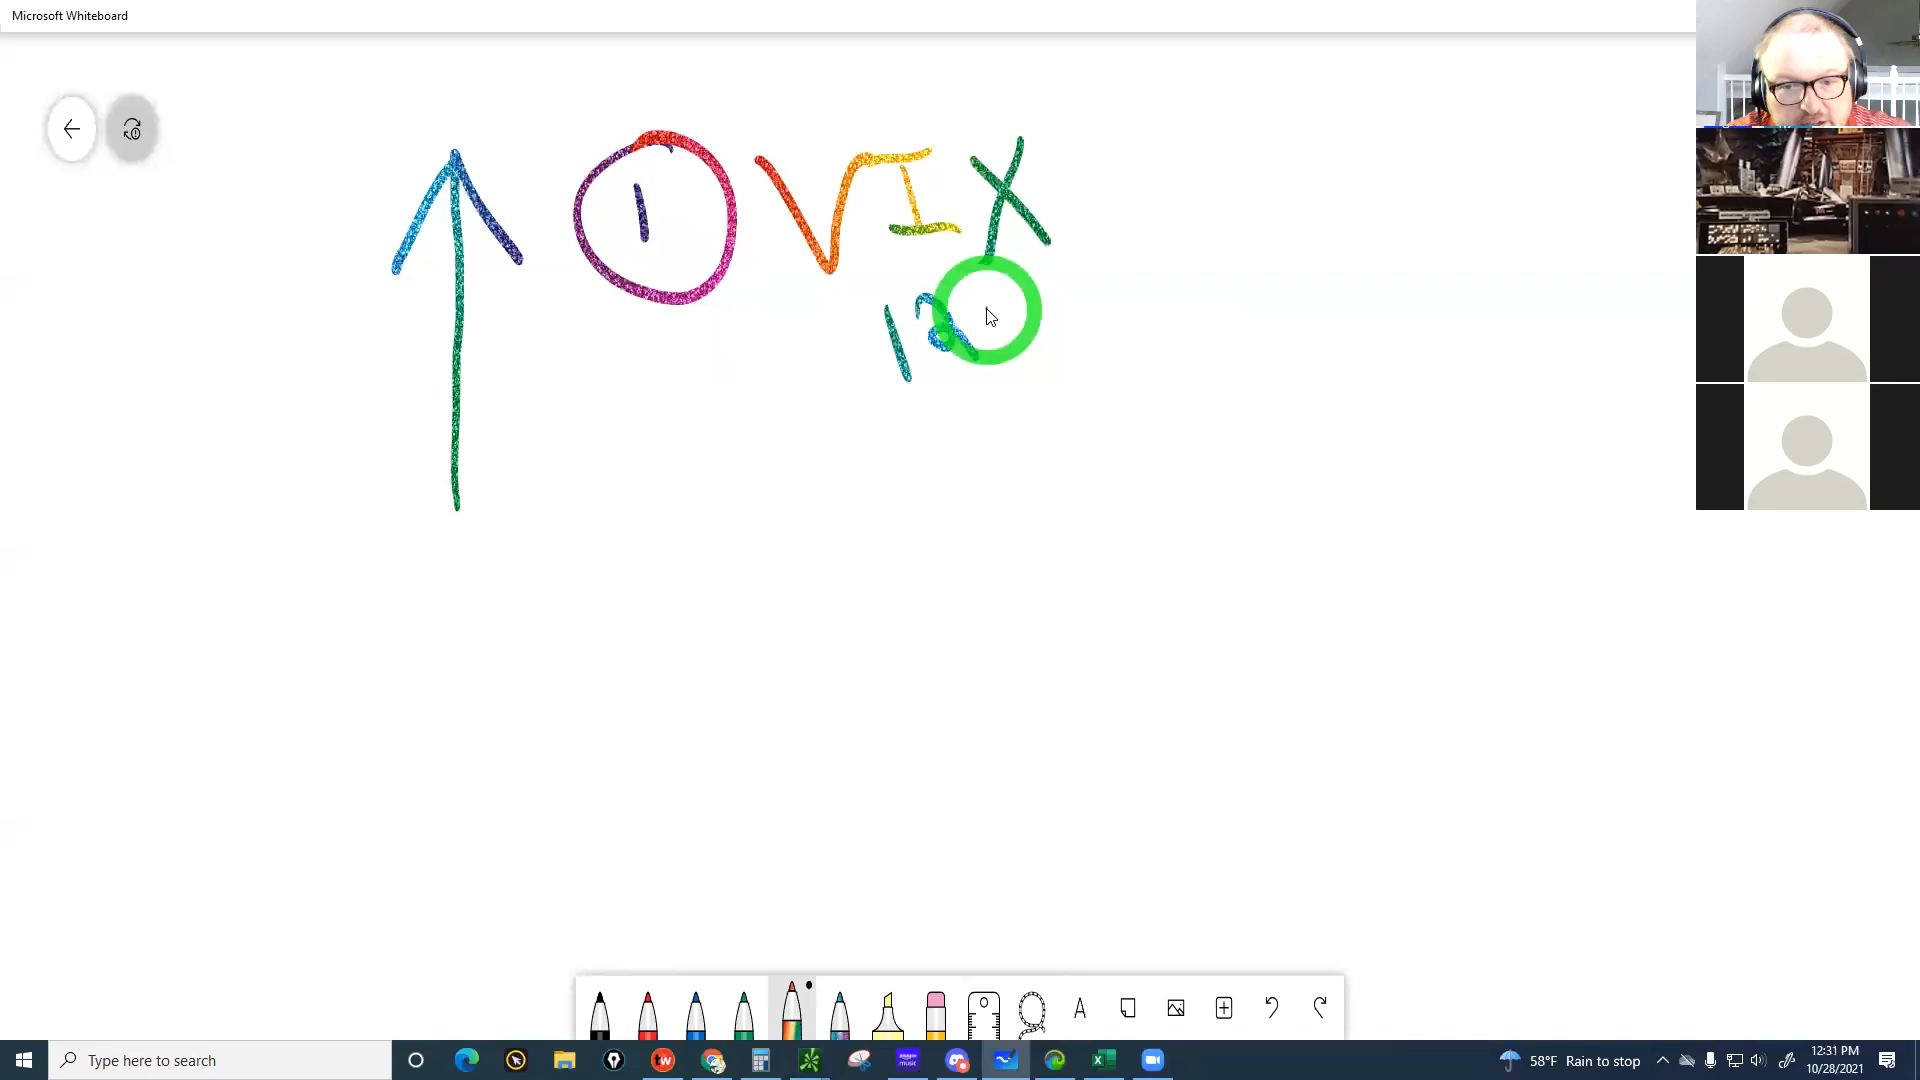 Microsoft Whiteboard
1 VIX
12
A
Type here to search
58°F Rain to stop
12:31 PM
10/28/2021